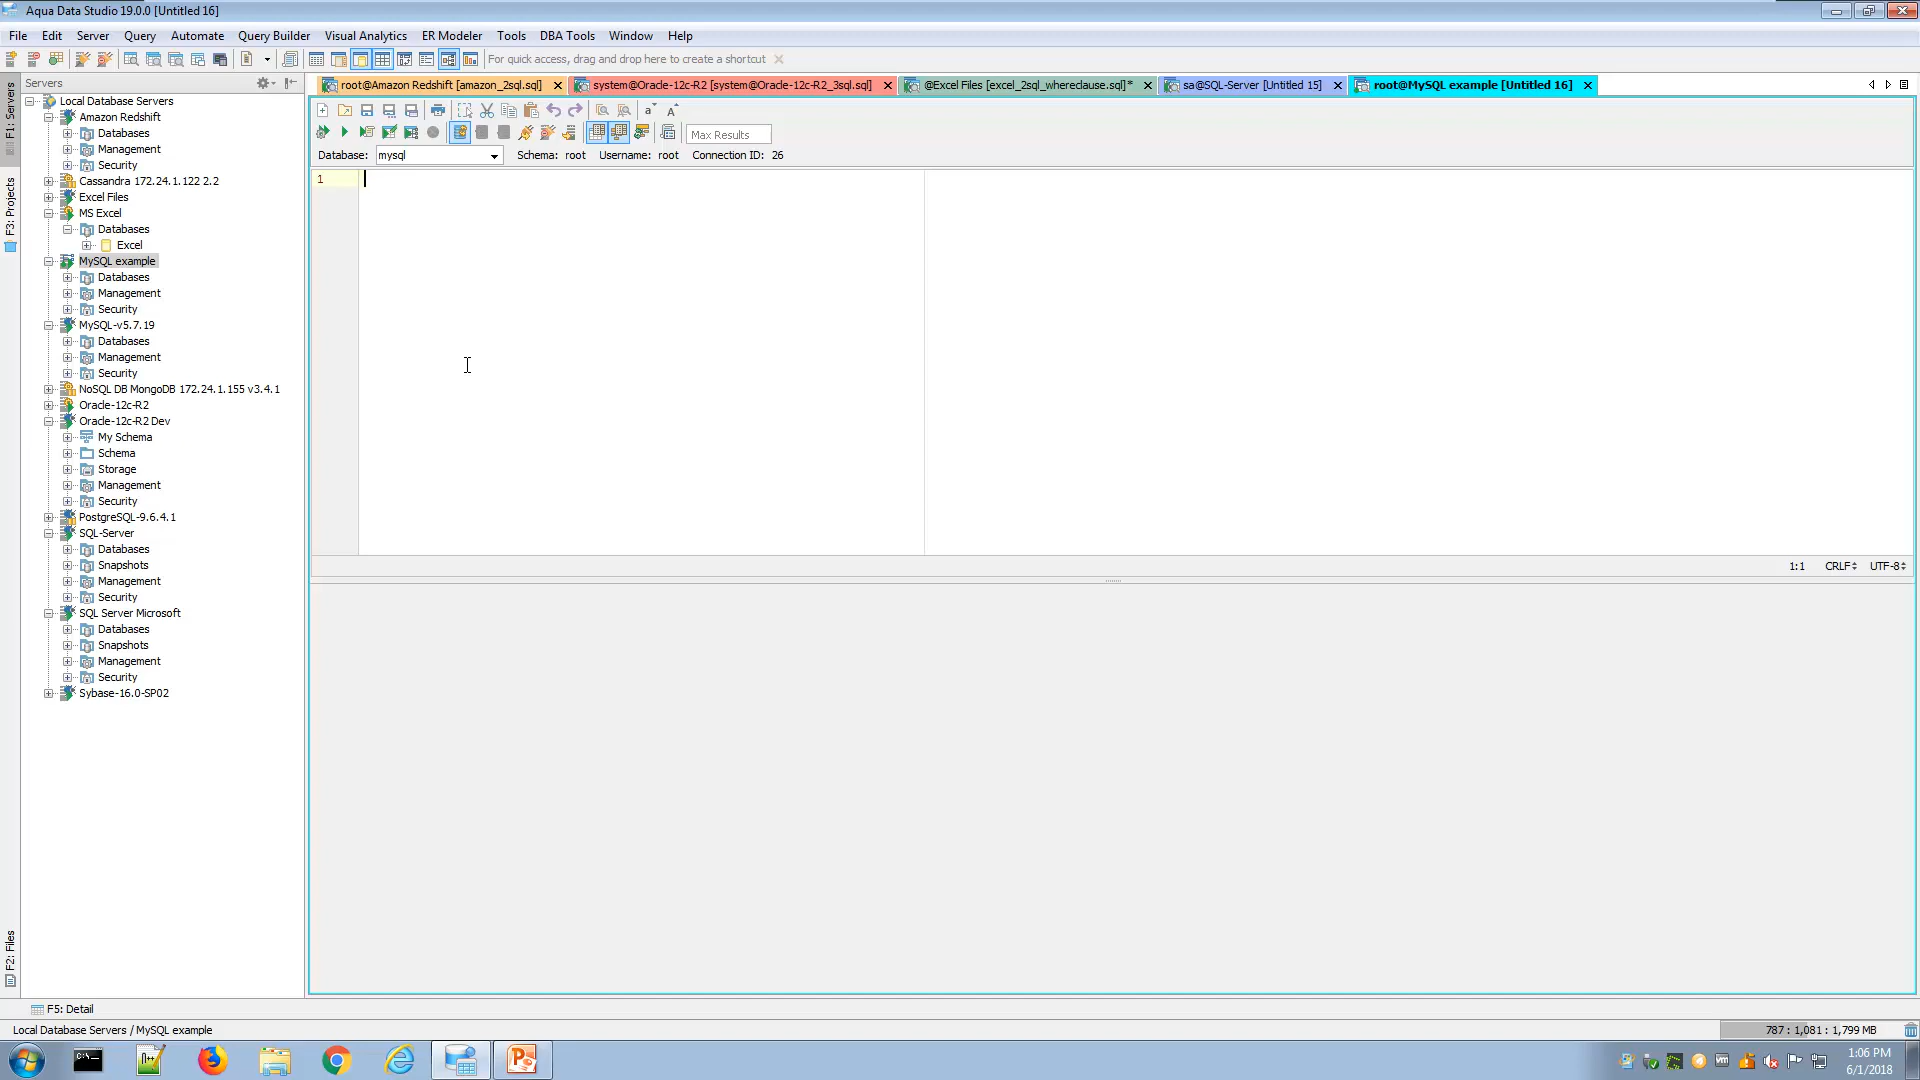 Aqua Data Studio 19.0.0 [Untitled 16]
File Edit Server Query Automate Query Builder Visual Analytics ER Modeler Tools DBA Tools Window Help
For quick access, drag and drop here to create a shortcut
Servers
root@Amazon Redshift [amazon_2sql.sql]
system@Oracle-12c-R2 [system@Oracle-12c-R2_3sql.sql]
@Excel Files [excel_2sql_whereclause.sql]*
sa@SQL-Server [Untitled 15]
root@MySQL example [Untitled 16]
F1: Servers
F3: Projects
F2: Files
Local Database Servers
Amazon Redshift
Databases
Management
Security
Cassandra 172.24.1.122 2.2
Excel Files
MS Excel
Databases
Excel
MySQL example
Databases
Management
Security
MySQL-v5.7.19
Databases
Management
Security
NoSQL DB MongoDB 172.24.1.155 v3.4.1
Oracle-12c-R2
Oracle-12c-R2 Dev
My Schema
Schema
Storage
Management
Security
PostgreSQL-9.6.4.1
SQL-Server
Databases
Snapshots
Management
Security
SQL Server Microsoft
Databases
Snapshots
Management
Security
Sybase-16.0-SP02
Max Results
Database: mysql Schema: root Username: root Connection ID: 26
1
1:1 CRLF UTF-8
F5: Detail
Local Database Servers / MySQL example
787 : 1,081 : 1,799 MB
1:06 PM
6/1/2018